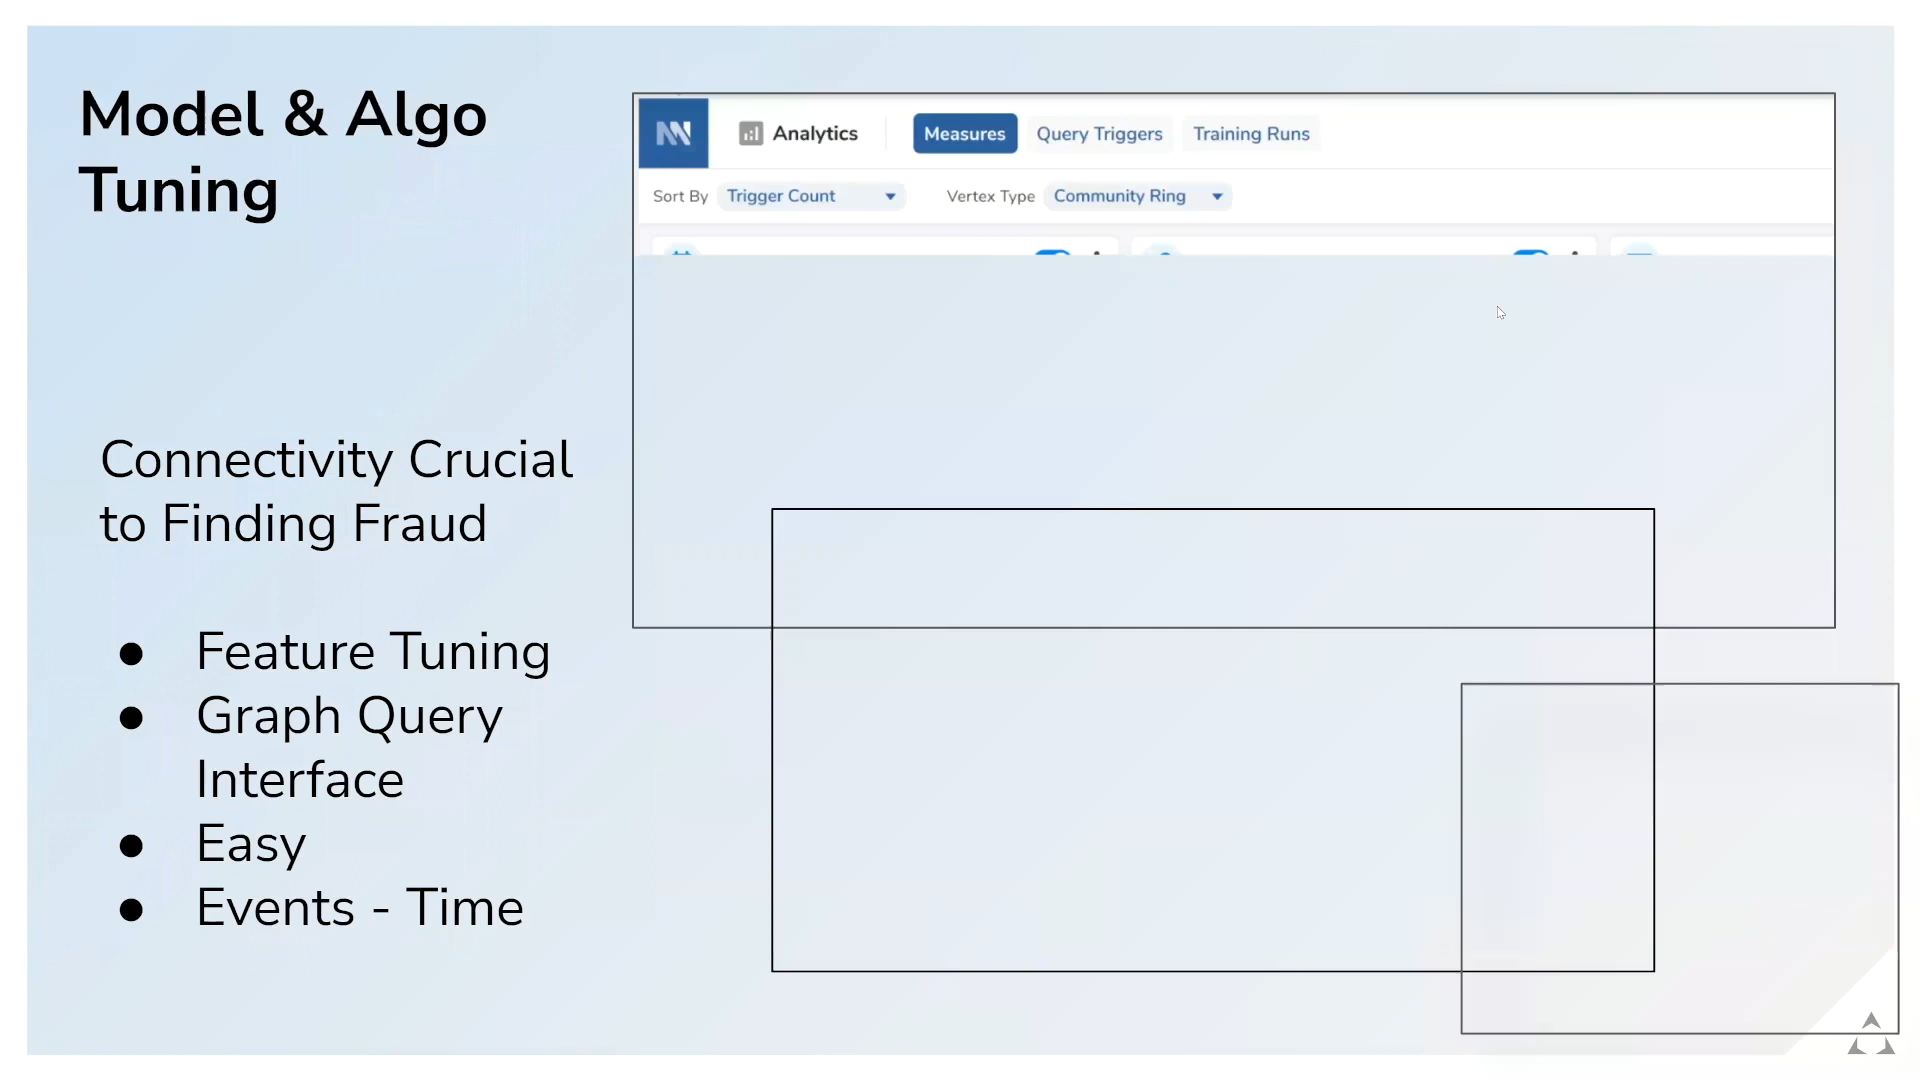 Model & Algo
Tuning
Connectivity Crucial
to Finding Fraud
● Feature Tuning
● Graph Query
Interface
● Easy
● Events - Time
Analytics
Measures
Query Triggers
Training Runs
Sort By
Trigger Count
Vertex Type
Community Ring